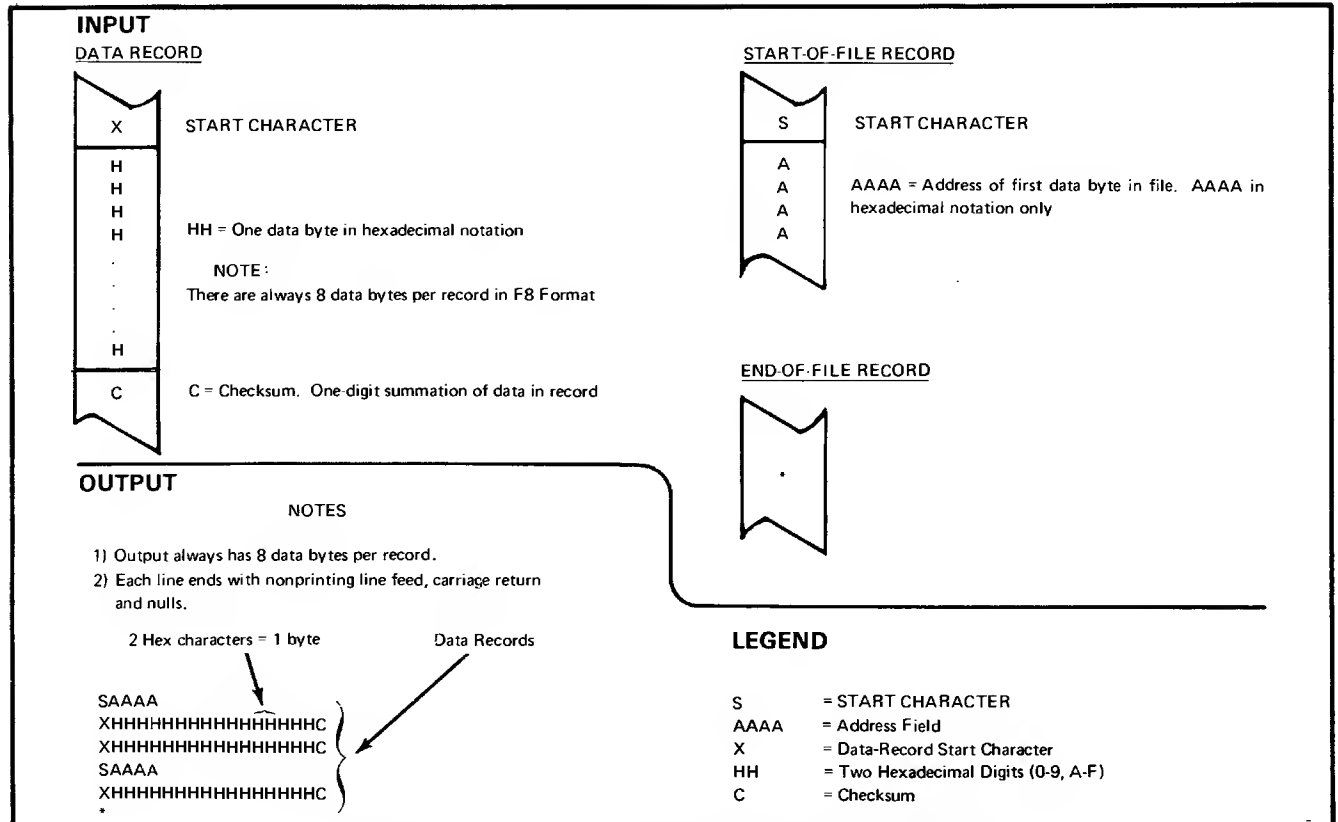 INPUT
DATA RECORD
X
START CHARACTER
H
H
H
H
HH = One data byte in hexadecimal notation
NOTE:
There are always 8 data bytes per record in F8 Format
.
.
.
.
H
C
C = Checksum. One-digit summation of data in record
START-OF-FILE RECORD
S
START CHARACTER
A
A
A
A
AAAA = Address of first data byte in file. AAAA in
hexadecimal notation only
END-OF-FILE RECORD
*
OUTPUT
NOTES
1) Output always has 8 data bytes per record.
2) Each line ends with nonprinting line feed, carriage return
and nulls.
2 Hex characters = 1 byte
Data Records
SAAAA
XHHHHHHHHHHHHHHHHC
XHHHHHHHHHHHHHHHHC
SAAAA
XHHHHHHHHHHHHHHHHC
*
LEGEND
S = START CHARACTER
AAAA = Address Field
X = Data-Record Start Character
HH = Two Hexadecimal Digits (0-9, A-F)
C = Checksum